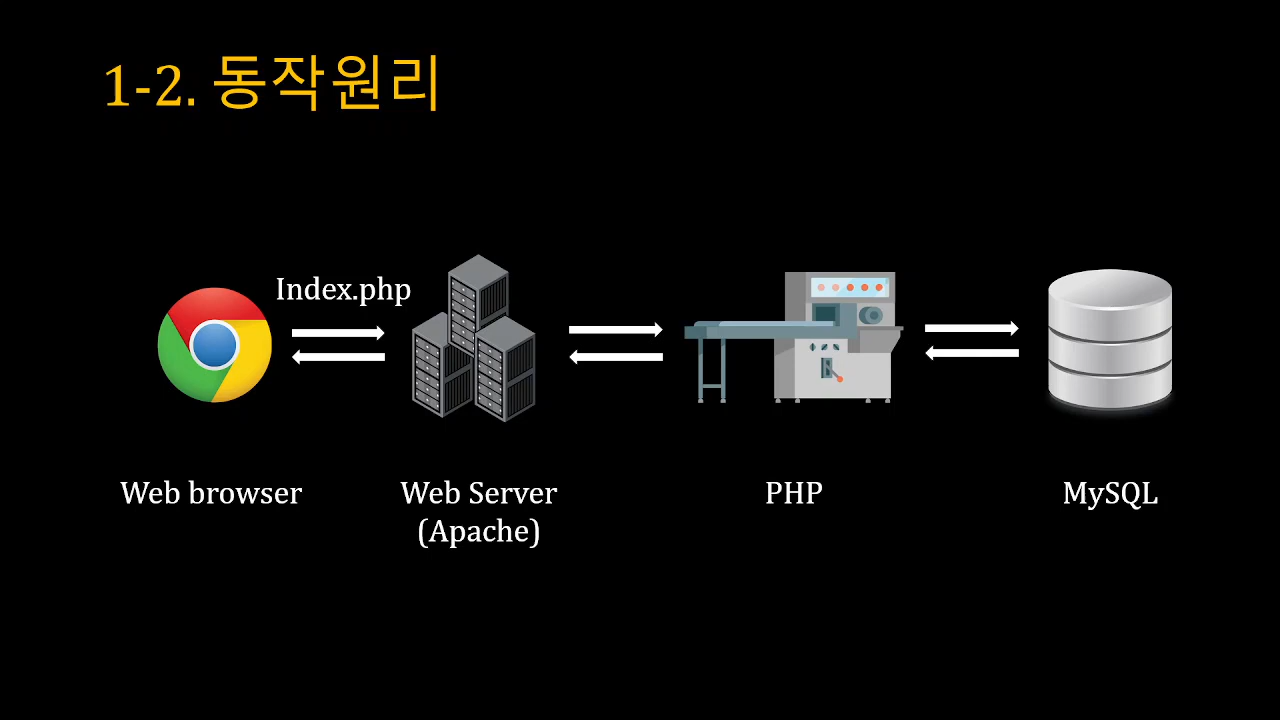 1-2. 동작원리
Index.php
Web browser
Web Server
(Apache)
PHP
MySQL